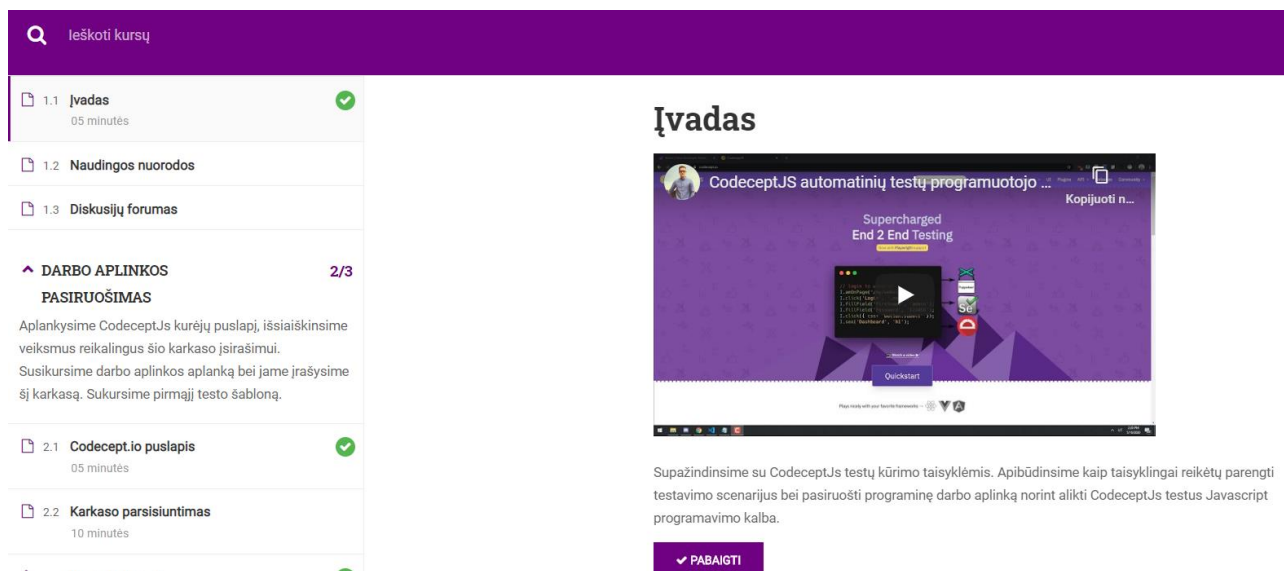 Ieškoti kursų
1.1 Įvadas
05 minutės
1.2 Naudingos nuorodos
1.3 Diskusijų forumas
DARBO APLINKOS 2/3
PASIRUOŠIMAS
Aplankysime CodeceptJs kurėjų puslapį, išsiaiškinsime
veiksmus reikalingus šio karkaso įsirašimui.
Susikursime darbo aplinkos aplanką bei jame įrašysime
šį karkasą. Sukursime pirmąjį testo šabloną.
2.1 Codecept.io puslapis
05 minutės
2.2 Karkaso parsisiuntimas
10 minutės
Įvadas
CodeceptJS automatinių testų programuotojo ...
Kopijuoti n...
Supercharged
End 2 End Testing
Quickstart
Supažindinsime su CodeceptJs testų kūrimo taisyklėmis. Apibūdinsime kaip taisyklingai reikėtų parengti
testavimo scenarijus bei pasiruošti programinę darbo aplinką norint alikti CodeceptJs testus Javascript
programavimo kalba.
PABAIGTI